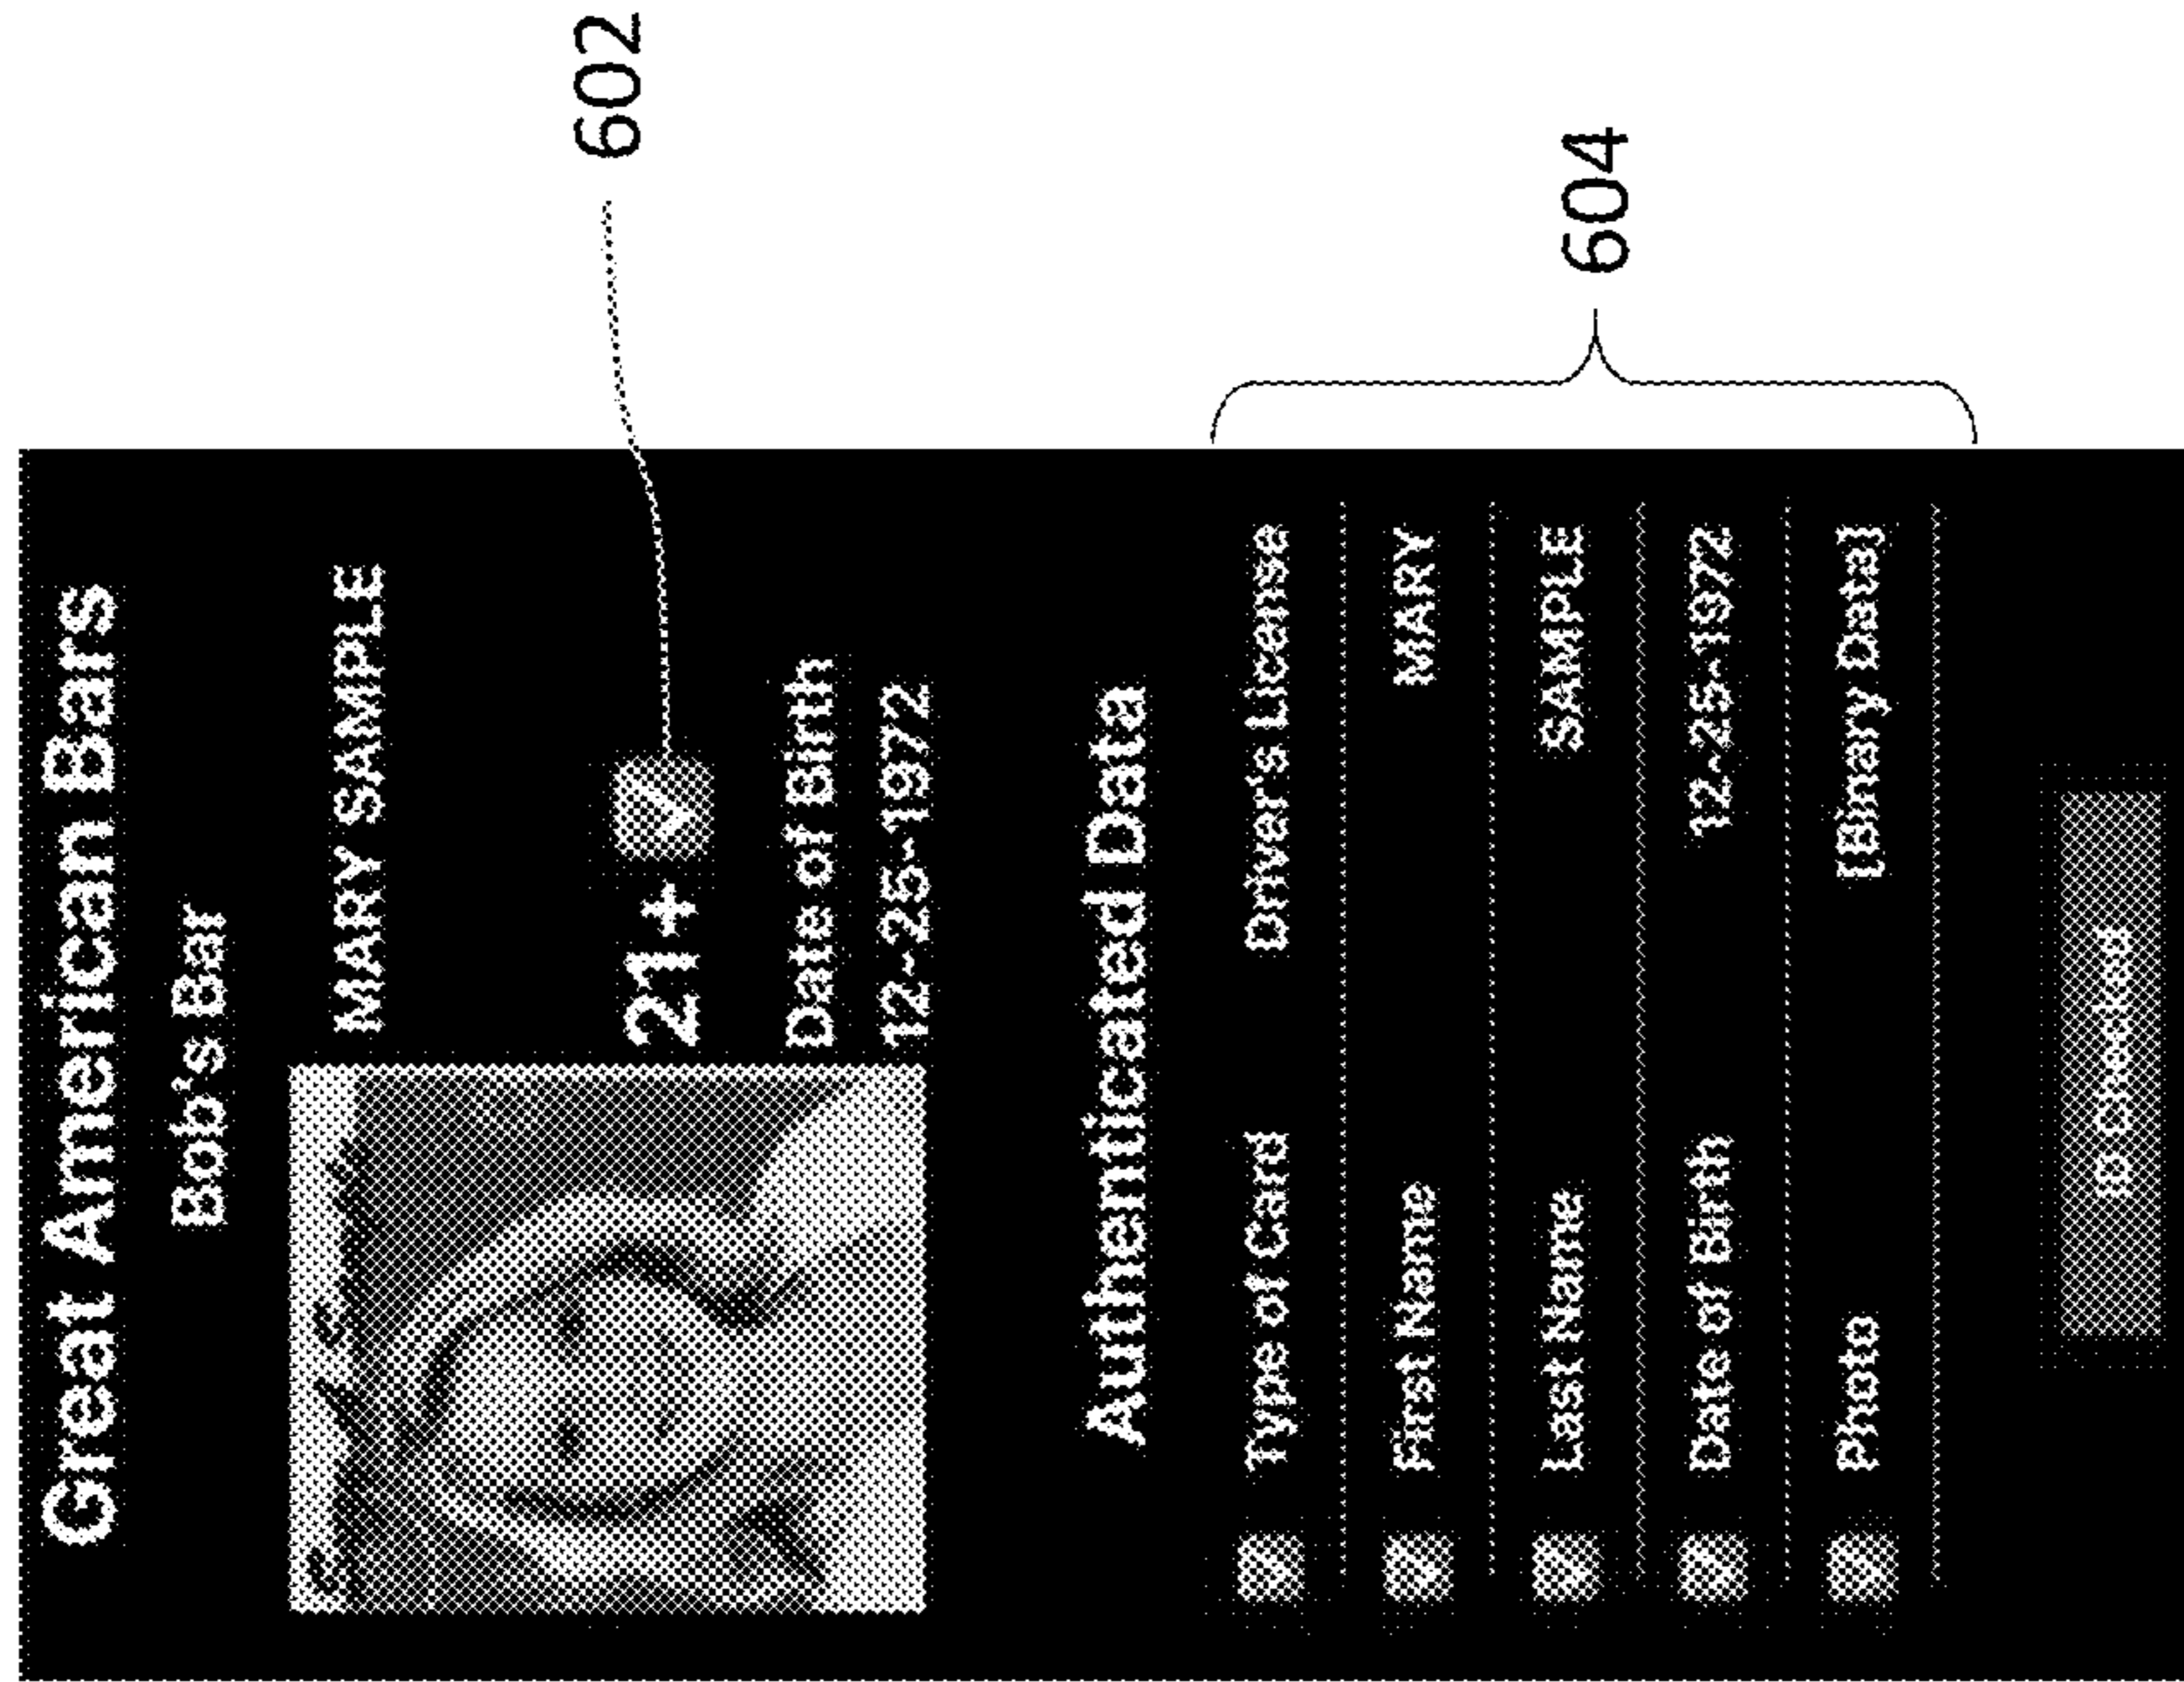 Great American Bars
Bob's Bar
MARY SAMPLE
21+
602
Date of Birth
12-25-1972
Authenticated Data
Type of Card Driver's License
First Name MARY
Last Name SAMPLE
Date of Birth 12-25-1972
Photo [Binary Data]
604
ID Checked